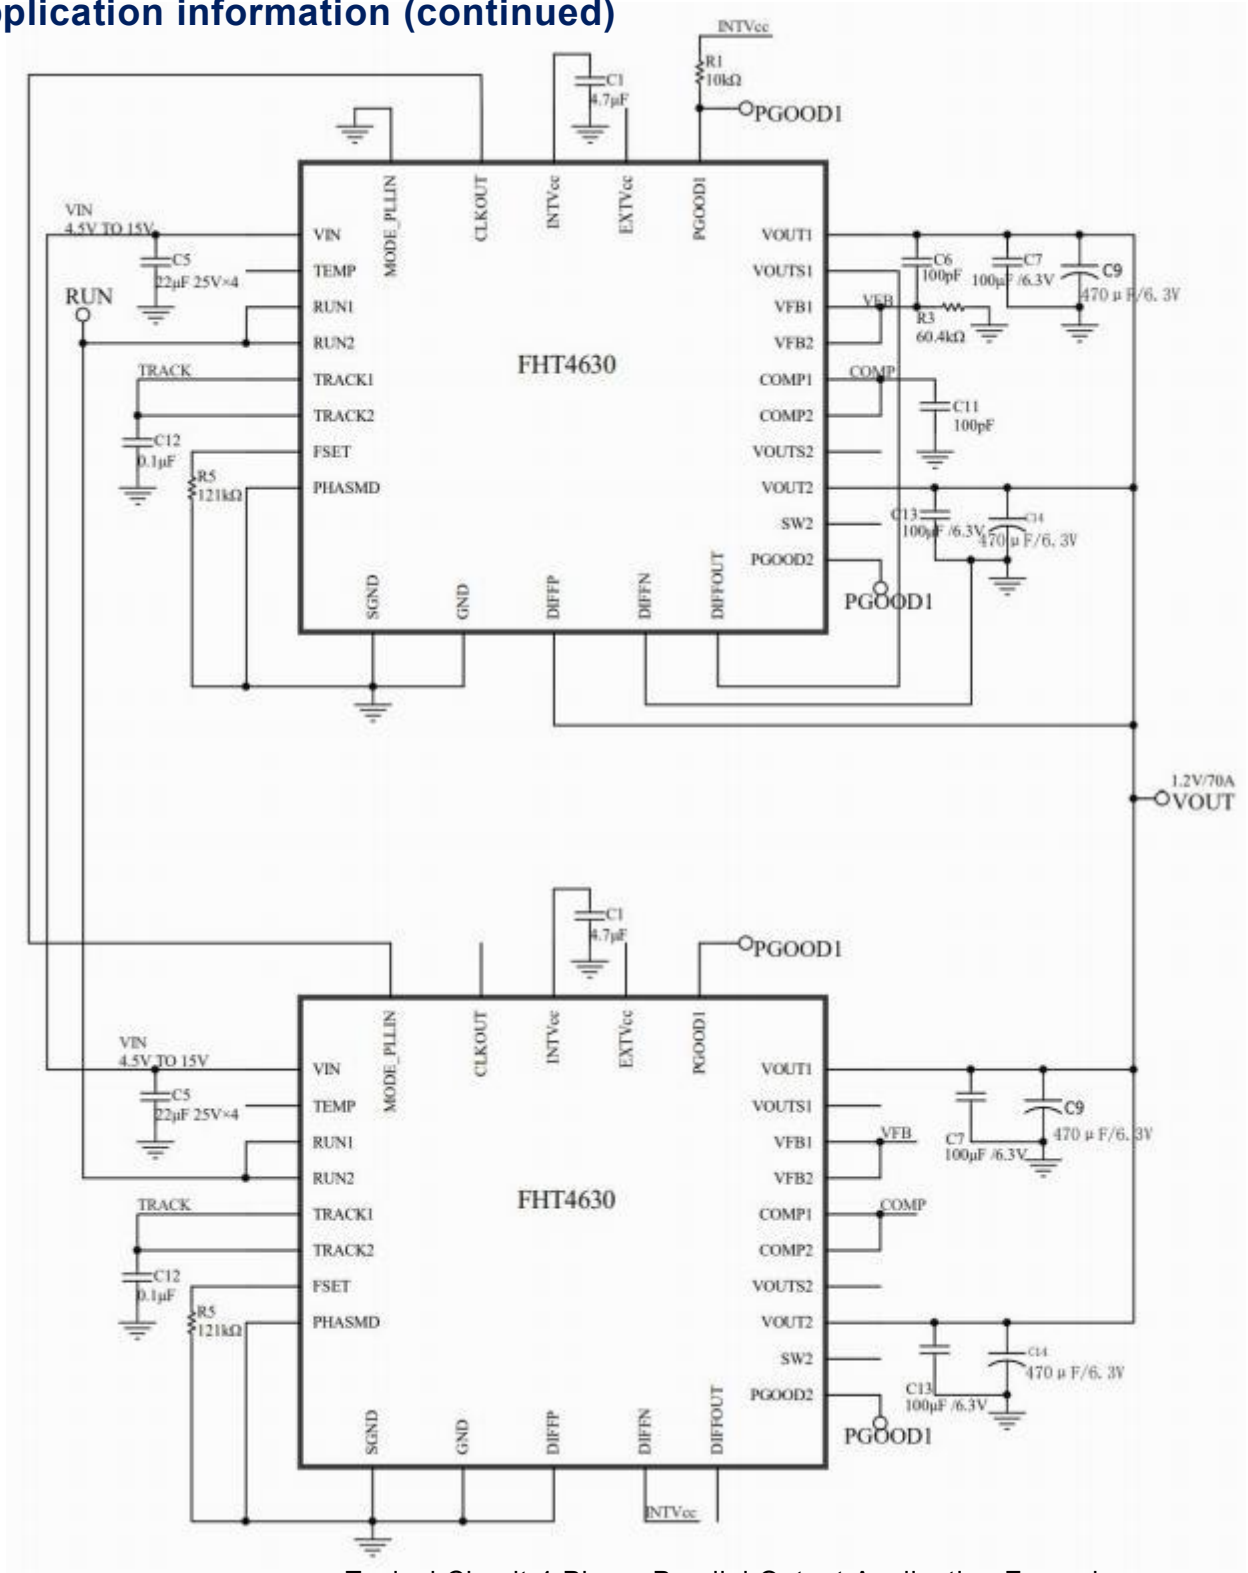 plication information (continued)
INTVcc
R1
10kΩ
PGOOD1
C1
4.7μF
MODE_PLLIN
CLKOUT
INTVcc
EXTVcc
PGOOD1
VIN
4.5V TO 15V
C5
22μF 25V×4
RUN
TRACK
C12
0.1μF
R5
121kΩ
VIN
TEMP
RUN1
RUN2
TRACK1
TRACK2
FSET
PHASMD
FHT4630
VOUT1
VOUTS1
VFB1
VFB2
COMP1
COMP2
VOUTS2
VOUT2
SW2
PGOOD2
SGND
GND
DIFFP
DIFFN
DIFFOUT
C6
100pF
C7
100μF /6.3V
C9
470μF/6.3V
VFB
R3
60.4kΩ
COMP
C11
100pF
C13
100μF /6.3V
C14
470μF/6.3V
PGOOD1
1.2V/70A
VOUT
C1
4.7μF
PGOOD1
MODE_PLLIN
CLKOUT
INTVcc
EXTVcc
PGOOD1
VIN
4.5V TO 15V
C5
22μF 25V×4
TRACK
C12
0.1μF
R5
121kΩ
VIN
TEMP
RUN1
RUN2
TRACK1
TRACK2
FSET
PHASMD
FHT4630
VOUT1
VOUTS1
VFB1
VFB2
COMP1
COMP2
VOUTS2
VOUT2
SW2
PGOOD2
SGND
GND
DIFFP
DIFFN
DIFFOUT
C7
100μF /6.3V
C9
470μF/6.3V
VFB
COMP
C13
100μF /6.3V
C14
470μF/6.3V
PGOOD1
INTVcc